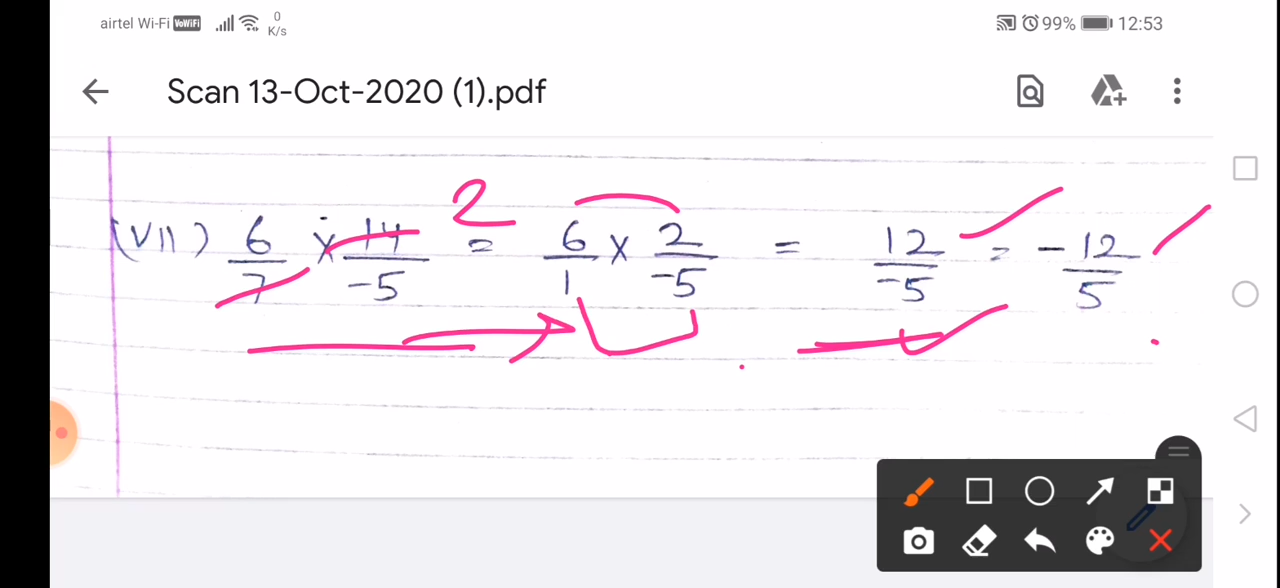 airtel Wi-Fi VoWiFi 0 K/s 99% 12:53
Scan 13-Oct-2020 (1).pdf
2
(VII) 6/7 × 14/-5 = 6/1 × 2/-5 = 12/-5 = -12/5